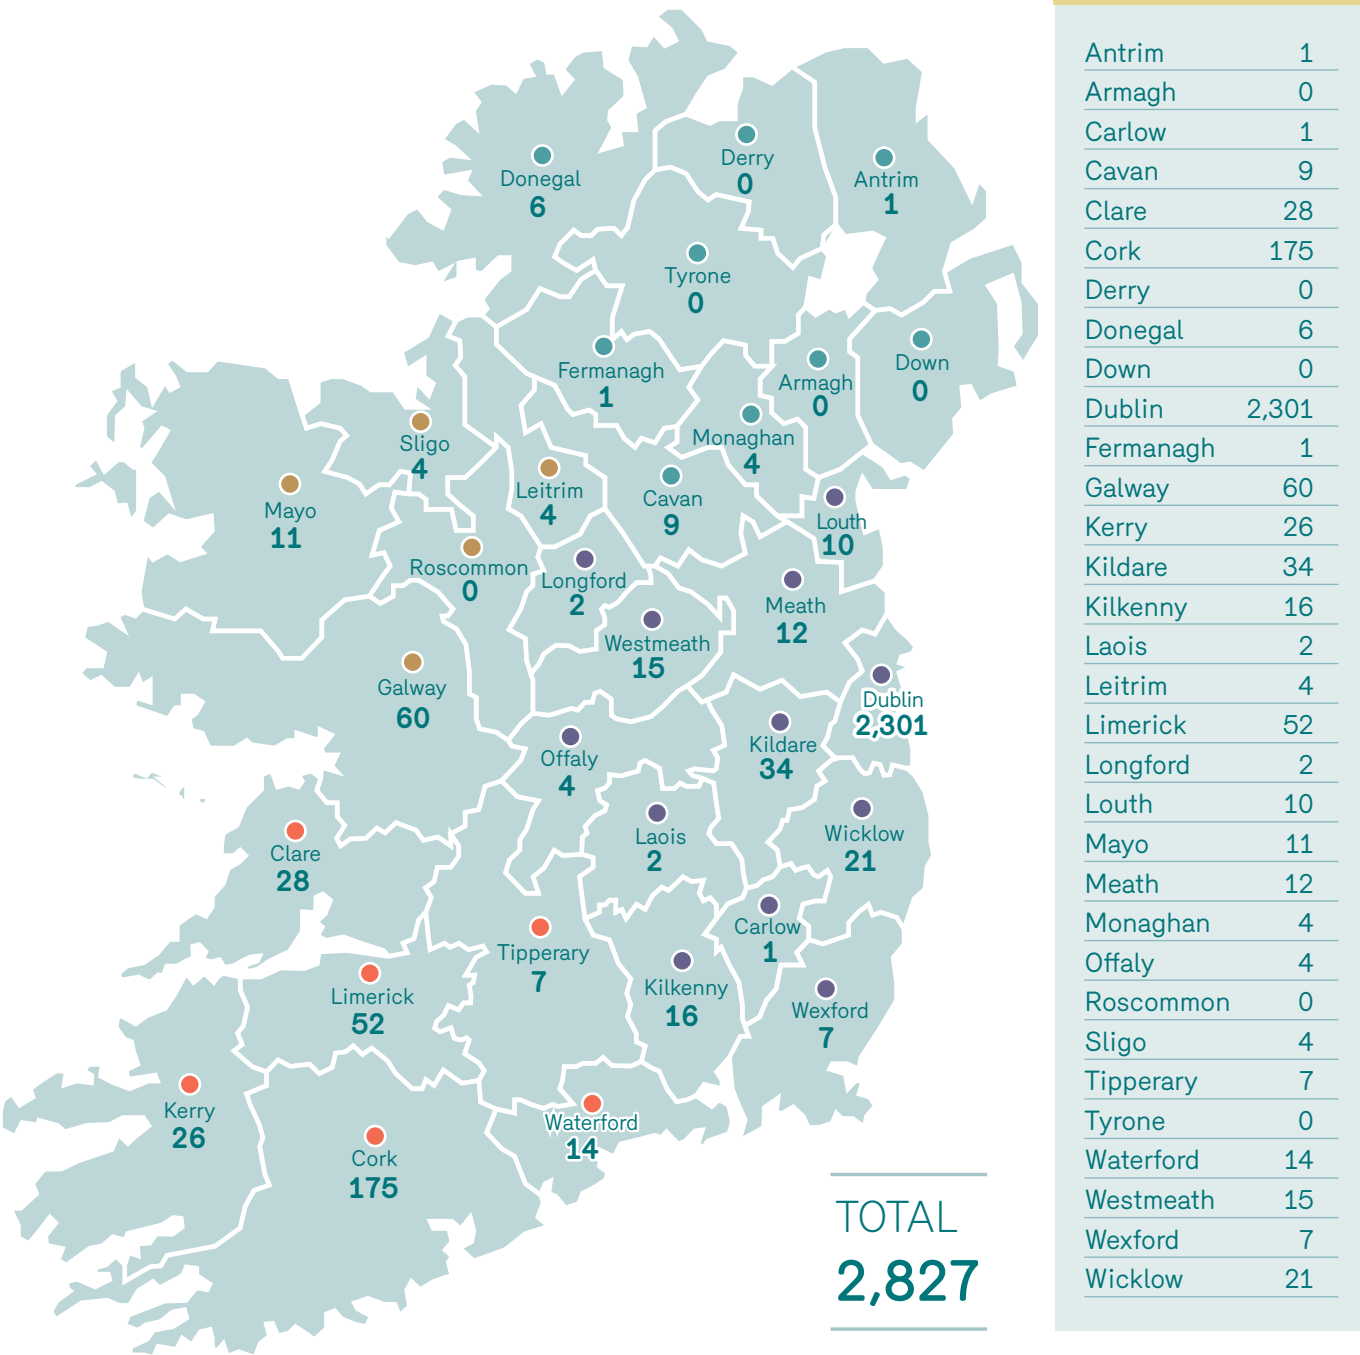 Derry
0
Donegal
6
Antrim
1
Tyrone
0
Fermanagh
1
Armagh
0
Down
0
Monaghan
4
Sligo
4
Leitrim
4
Cavan
9
Mayo
11
Louth
10
Roscommon
0
Longford
2
Meath
12
Westmeath
15
Galway
60
Dublin
2,301
Kildare
34
Offaly
4
Laois
2
Wicklow
21
Clare
28
Carlow
1
Tipperary
7
Kilkenny
16
Limerick
52
Wexford
7
Kerry
26
Waterford
14
Cork
175
TOTAL
2,827
Antrim 1
Armagh 0
Carlow 1
Cavan 9
Clare 28
Cork 175
Derry 0
Donegal 6
Down 0
Dublin 2,301
Fermanagh 1
Galway 60
Kerry 26
Kildare 34
Kilkenny 16
Laois 2
Leitrim 4
Limerick 52
Longford 2
Louth 10
Mayo 11
Meath 12
Monaghan 4
Offaly 4
Roscommon 0
Sligo 4
Tipperary 7
Tyrone 0
Waterford 14
Westmeath 15
Wexford 7
Wicklow 21